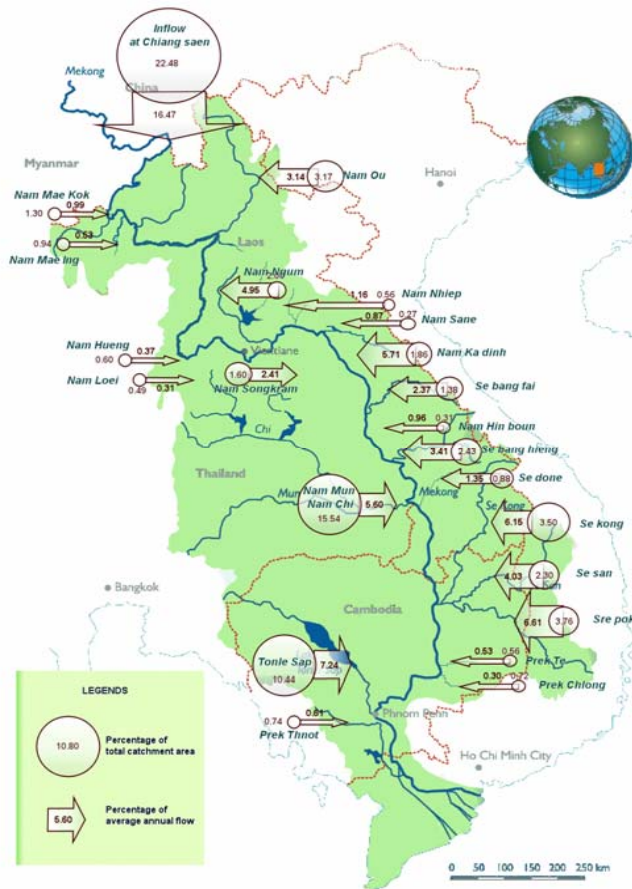 Inflow
at Chiang saen
22.48
Mekong
China
16.47
Myanmar
3.14
3.17
Nam Ou
Hanoi
Nam Mae Kok
1.30
0.99
0.94
0.53
Nam Mae Ing
Laos
Nam Ngum
4.95
1.16
0.56
Nam Nhiep
0.87
0.27
Nam Sane
Nam Hueng
0.60
0.37
Vientiane
5.71
1.86
Nam Ka dinh
Nam Loei
0.49
0.31
1.60
2.41
Nam Songkram
2.37
1.38
Se bang fai
Chi
0.96
0.31
Nam Hin boun
3.41
2.43
Se bang hieng
Thailand
1.35
0.88
Se done
Mun
Nam Mun
Nam Chi
15.54
5.60
Mekong
Se Kong
6.15
3.50
Se kong
4.03
2.30
Se san
San
Bangkok
Cambodia
6.61
3.76
Sre pok
Tonle Sap
10.44
7.24
0.53
0.56
Prek Te
0.30
0.72
Prek Chlong
0.74
0.61
Prek Thnot
Phnom Penh
Ho Chi Minh City
LEGENDS
10.80
Percentage of
total catchment area
5.60
Percentage of
average annual flow
0 50 100 150 200 250 km